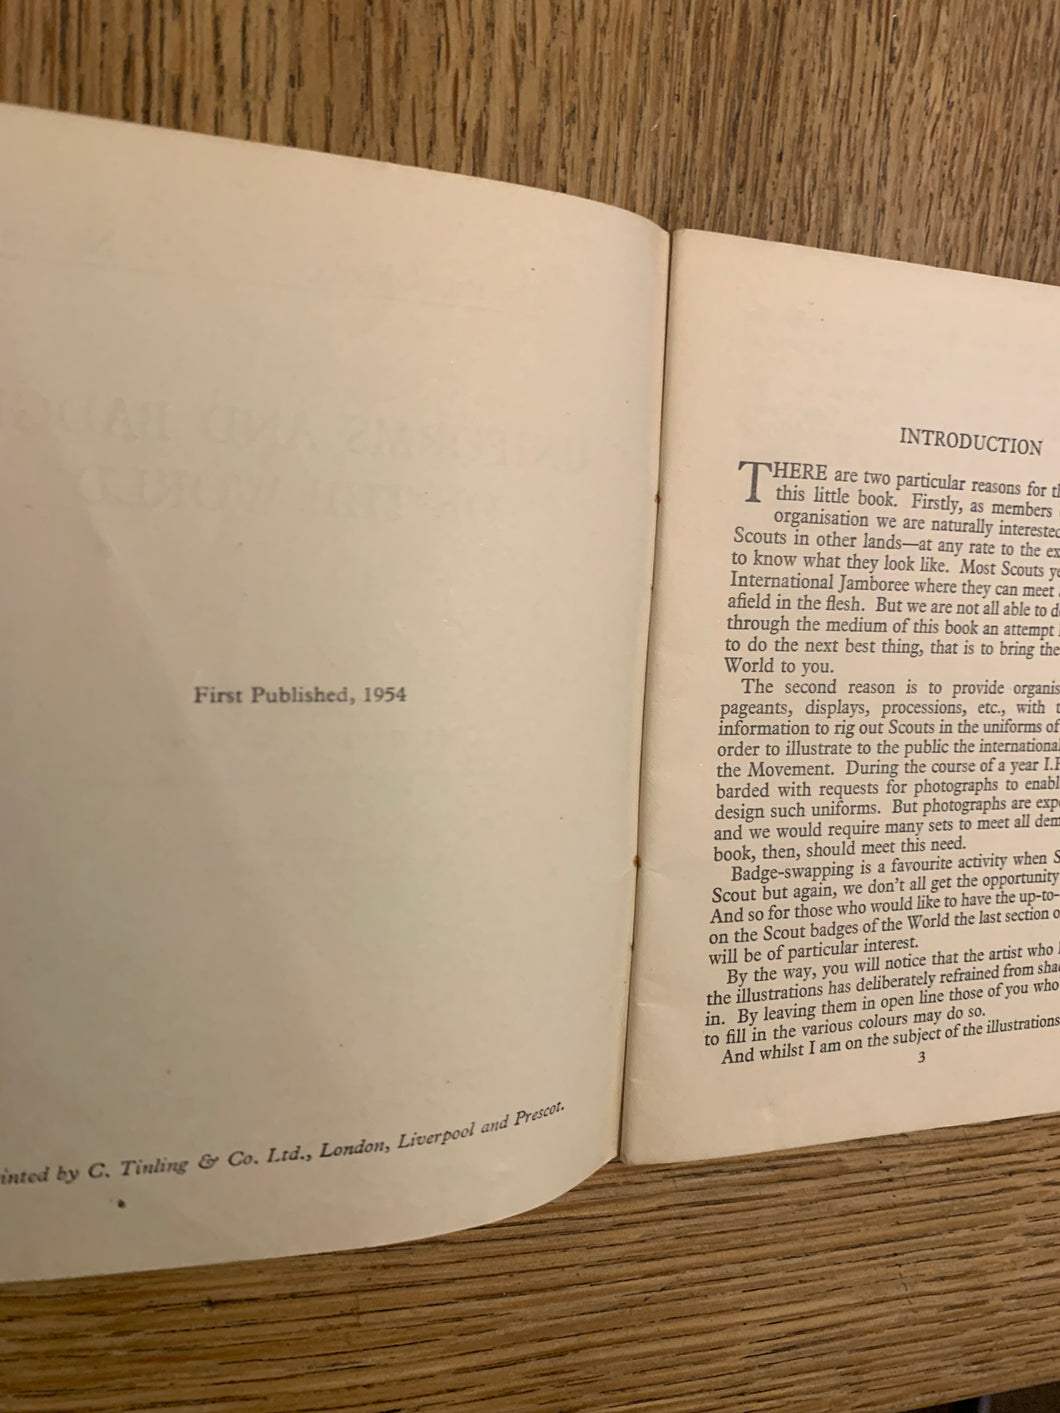 First Published, 1954
by C. Tinling & Co. Ltd., London, Liverpool and Prescot.
INTRODUCTION
THERE are two particular reasons for
this little book. Firstly, as members
organisation we are naturally interested
Scouts in other lands—at any rate to the
to know what they look like. Most Scouts
International Jamboree where they can meet
afield in the flesh. But we are not all able to
through the medium of this book an attempt
to do the next best thing, that is to bring the
World to you.
The second reason is to provide
pageants, displays, processions, etc., with
information to rig out Scouts in the uniforms of
order to illustrate to the public the international
the Movement. During the course of a year
barded with requests for photographs to
design such uniforms. But photographs are
and we would require many sets to meet all
book, then, should meet this need.
Badge-swapping is a favourite activity when
Scout but again, we don't all get the opportunity
And so for those who would like to have the up-to-
on the Scout badges of the World the last section
will be of particular interest.
By the way, you will notice that the artist who
the illustrations has deliberately refrained from
in. By leaving them in open line those of you who
to fill in the various colours may do so.
And whilst I am on the subject of the illustrations
3